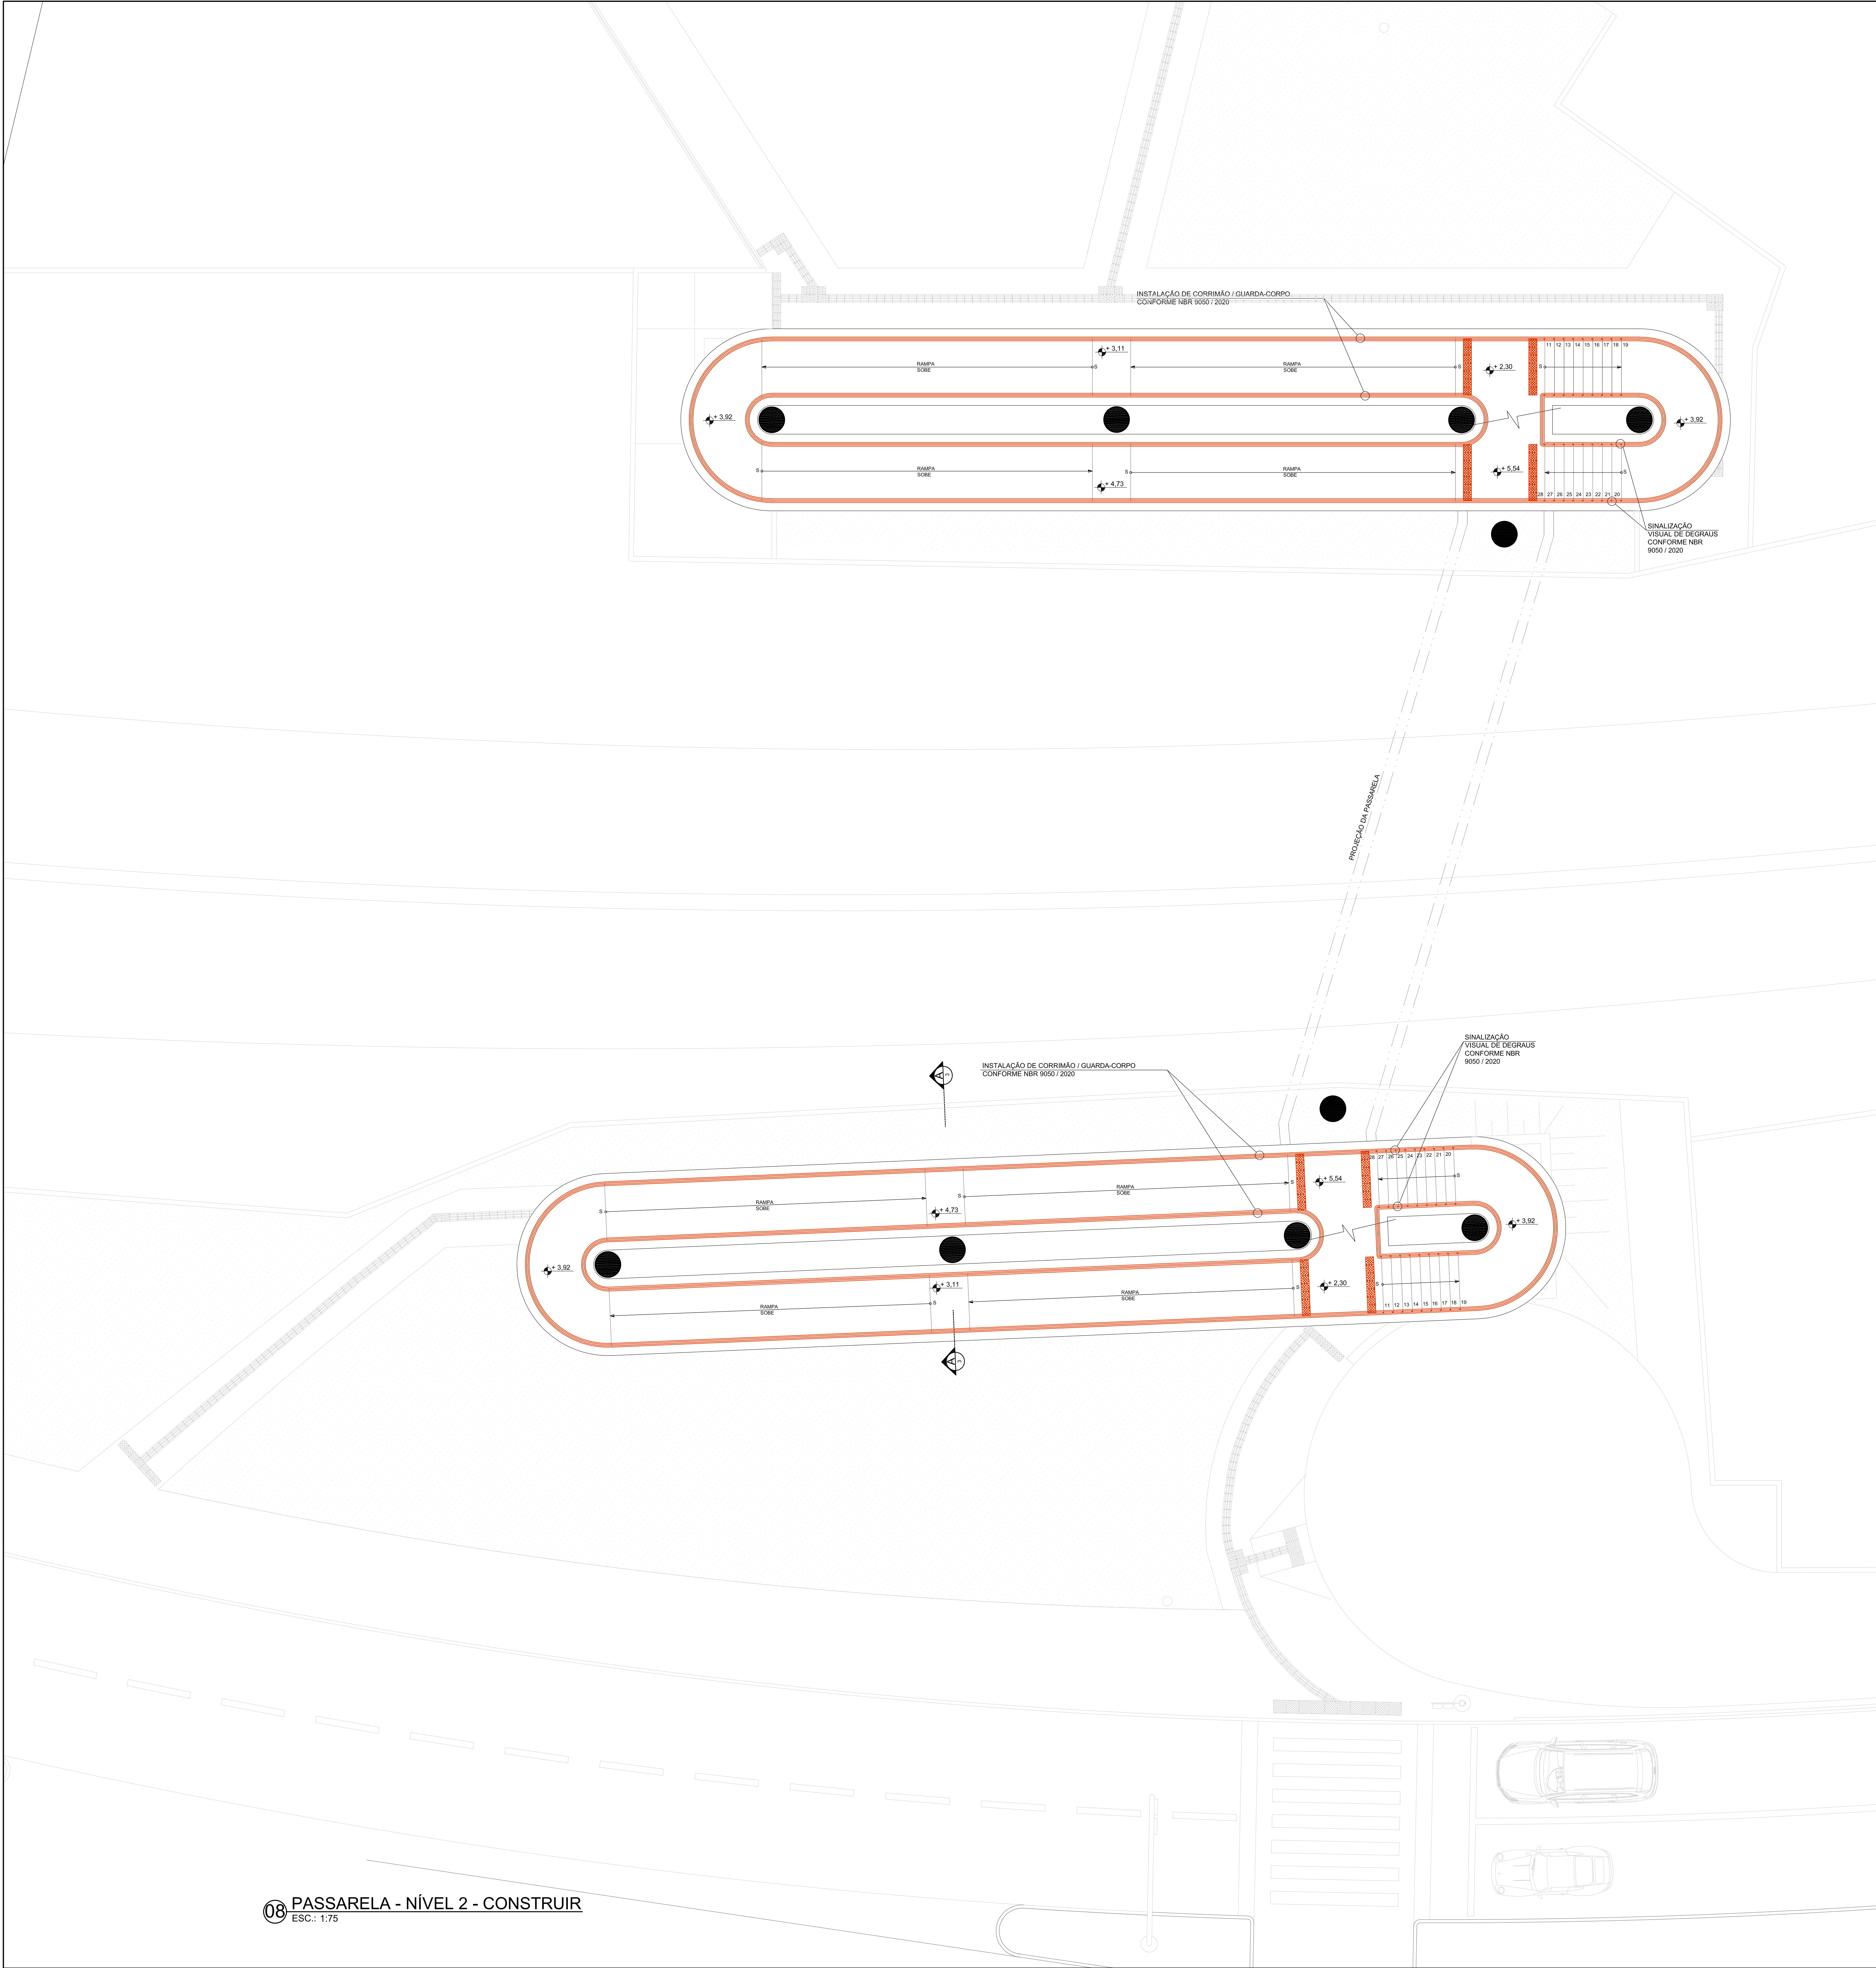 INSTALAÇÃO DE CORRIMÃO / GUARDA-CORPO
CONFORME NBR 9050 / 2020
11 12 13 14 15 16 17 18 19
+ 3,11
RAMPA
SOBE
S
RAMPA
SOBE
S
+ 2,30
S
+ 3,92
+ 3,92
S
RAMPA
SOBE
S
RAMPA
SOBE
+ 5,54
S
+ 4,73
28 27 26 25 24 23 22 21 20
SINALIZAÇÃO
VISUAL DE DEGRAUS
CONFORME NBR
9050 / 2020
PROJEÇÃO DA PASSARELA
SINALIZAÇÃO
VISUAL DE DEGRAUS
CONFORME NBR
9050 / 2020
INSTALAÇÃO DE CORRIMÃO / GUARDA-CORPO
CONFORME NBR 9050 / 2020
A
3
28 27 26 25 24 23 22 21 20
S
RAMPA
SOBE
S
RAMPA
SOBE
S
+ 5,54
S
+ 4,73
+ 3,92
+ 3,92
+ 3,11
+ 2,30
RAMPA
SOBE
S
RAMPA
SOBE
S
S
11 12 13 14 15 16 17 18 19
A
3
08 PASSARELA - NÍVEL 2 - CONSTRUIR
ESC.: 1:75